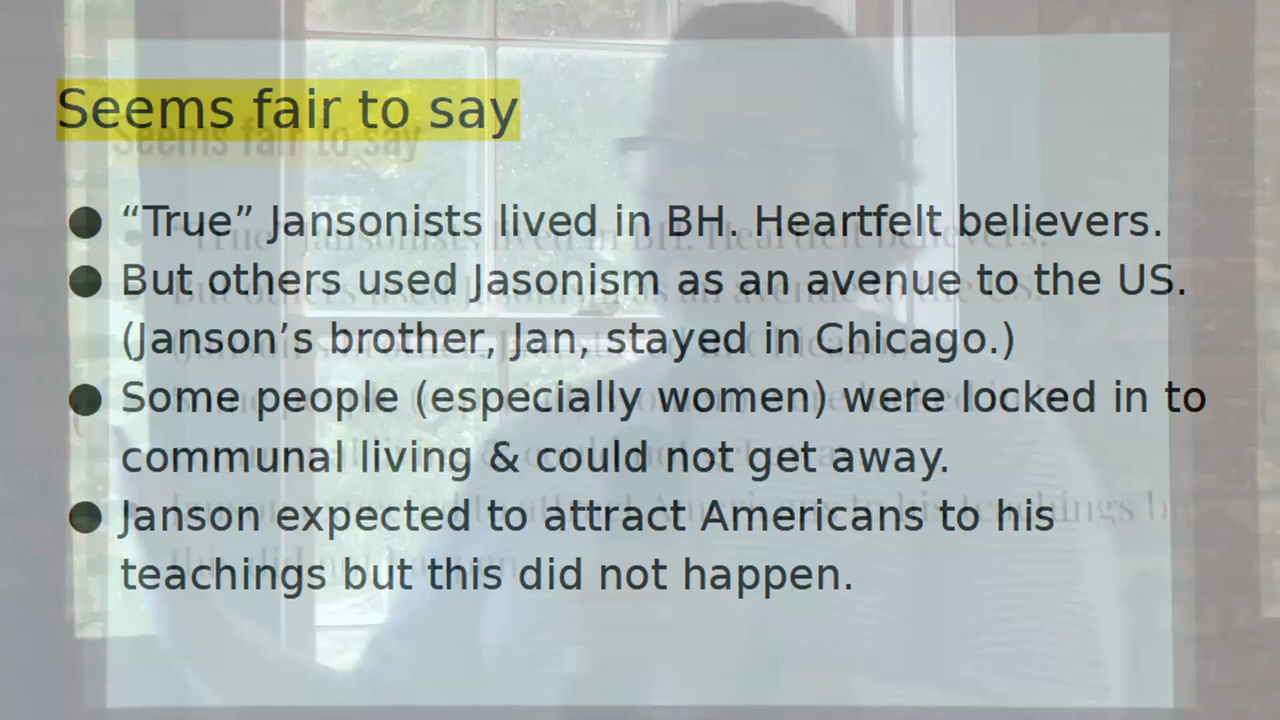 Seems fair to say
● “True” Jansonists lived in BH. Heartfelt believers.
● But others used Jasonism as an avenue to the US.
(Janson’s brother, Jan, stayed in Chicago.)
● Some people (especially women) were locked in to
communal living & could not get away.
● Janson expected to attract Americans to his
teachings but this did not happen.